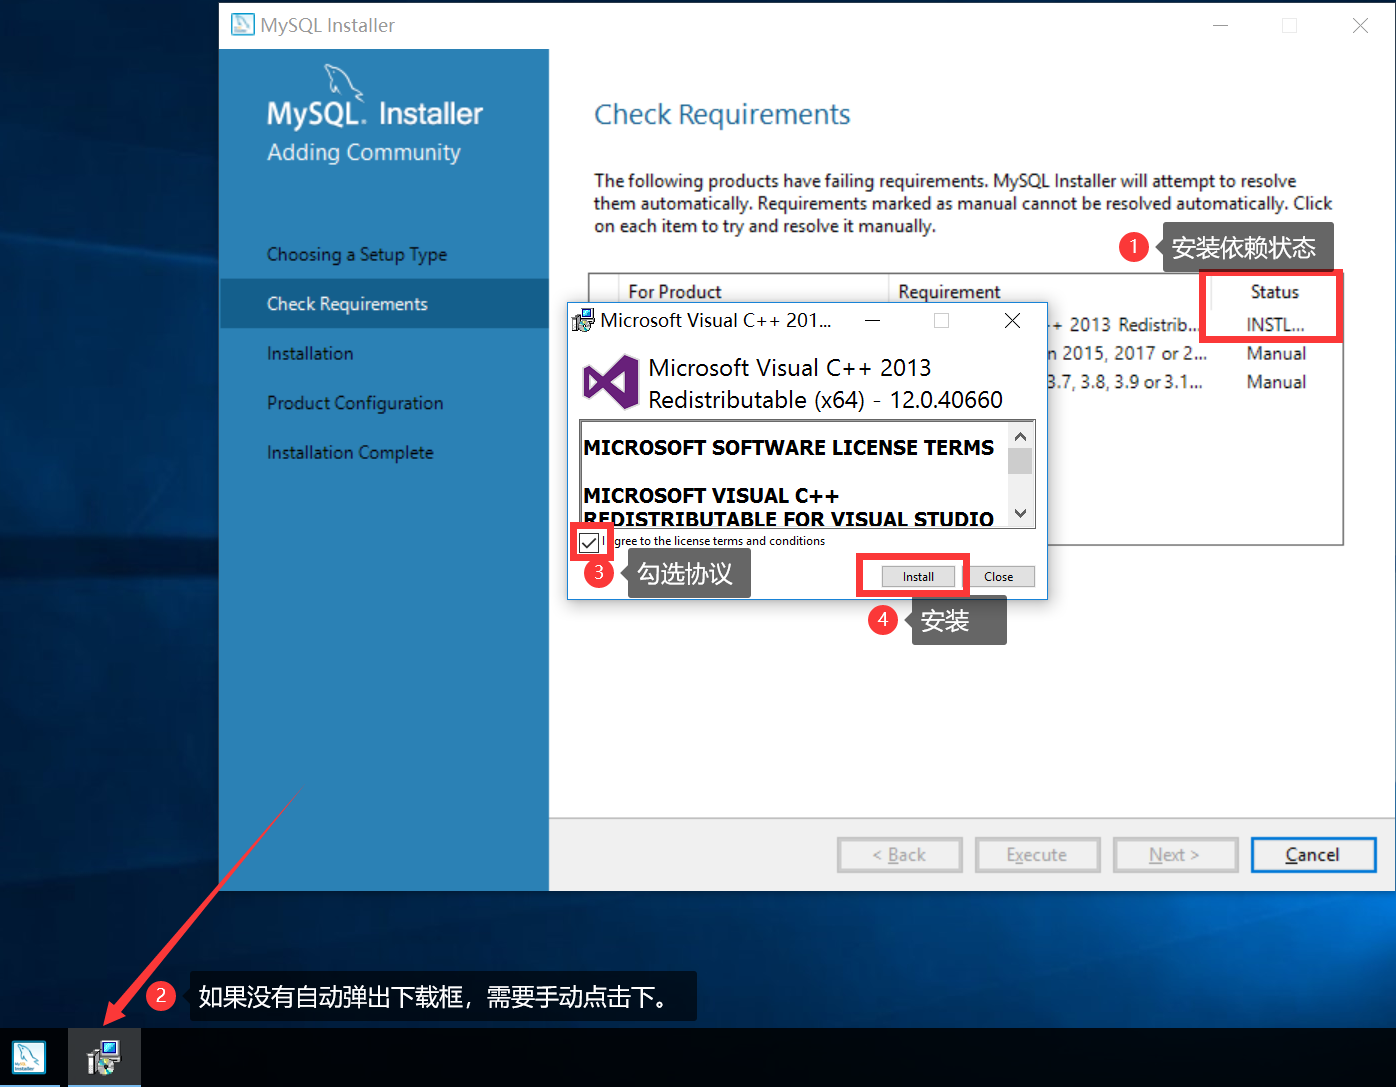 MySQL Installer
MySQL. Installer
Adding Community
Choosing a Setup Type
Check Requirements
Installation
Product Configuration
Installation Complete
Check Requirements
The following products have failing requirements. MySQL Installer will attempt to resolve
them automatically. Requirements marked as manual cannot be resolved automatically. Click
on each item to try and resolve it manually.
1 安装依赖状态
For Product Requirement Status
+ 2013 Redistrib... INSTL...
n 2015, 2017 or 2... Manual
3.7, 3.8, 3.9 or 3.1... Manual
Microsoft Visual C++ 201...
Microsoft Visual C++ 2013
Redistributable (x64) - 12.0.40660
MICROSOFT SOFTWARE LICENSE TERMS
MICROSOFT VISUAL C++
REDISTRIBUTABLE FOR VISUAL STUDIO
I agree to the license terms and conditions
3 勾选协议
Install Close
4 安装
< Back Execute Next > Cancel
2 如果没有自动弹出下载框，需要手动点击下。
MySQL
Installer